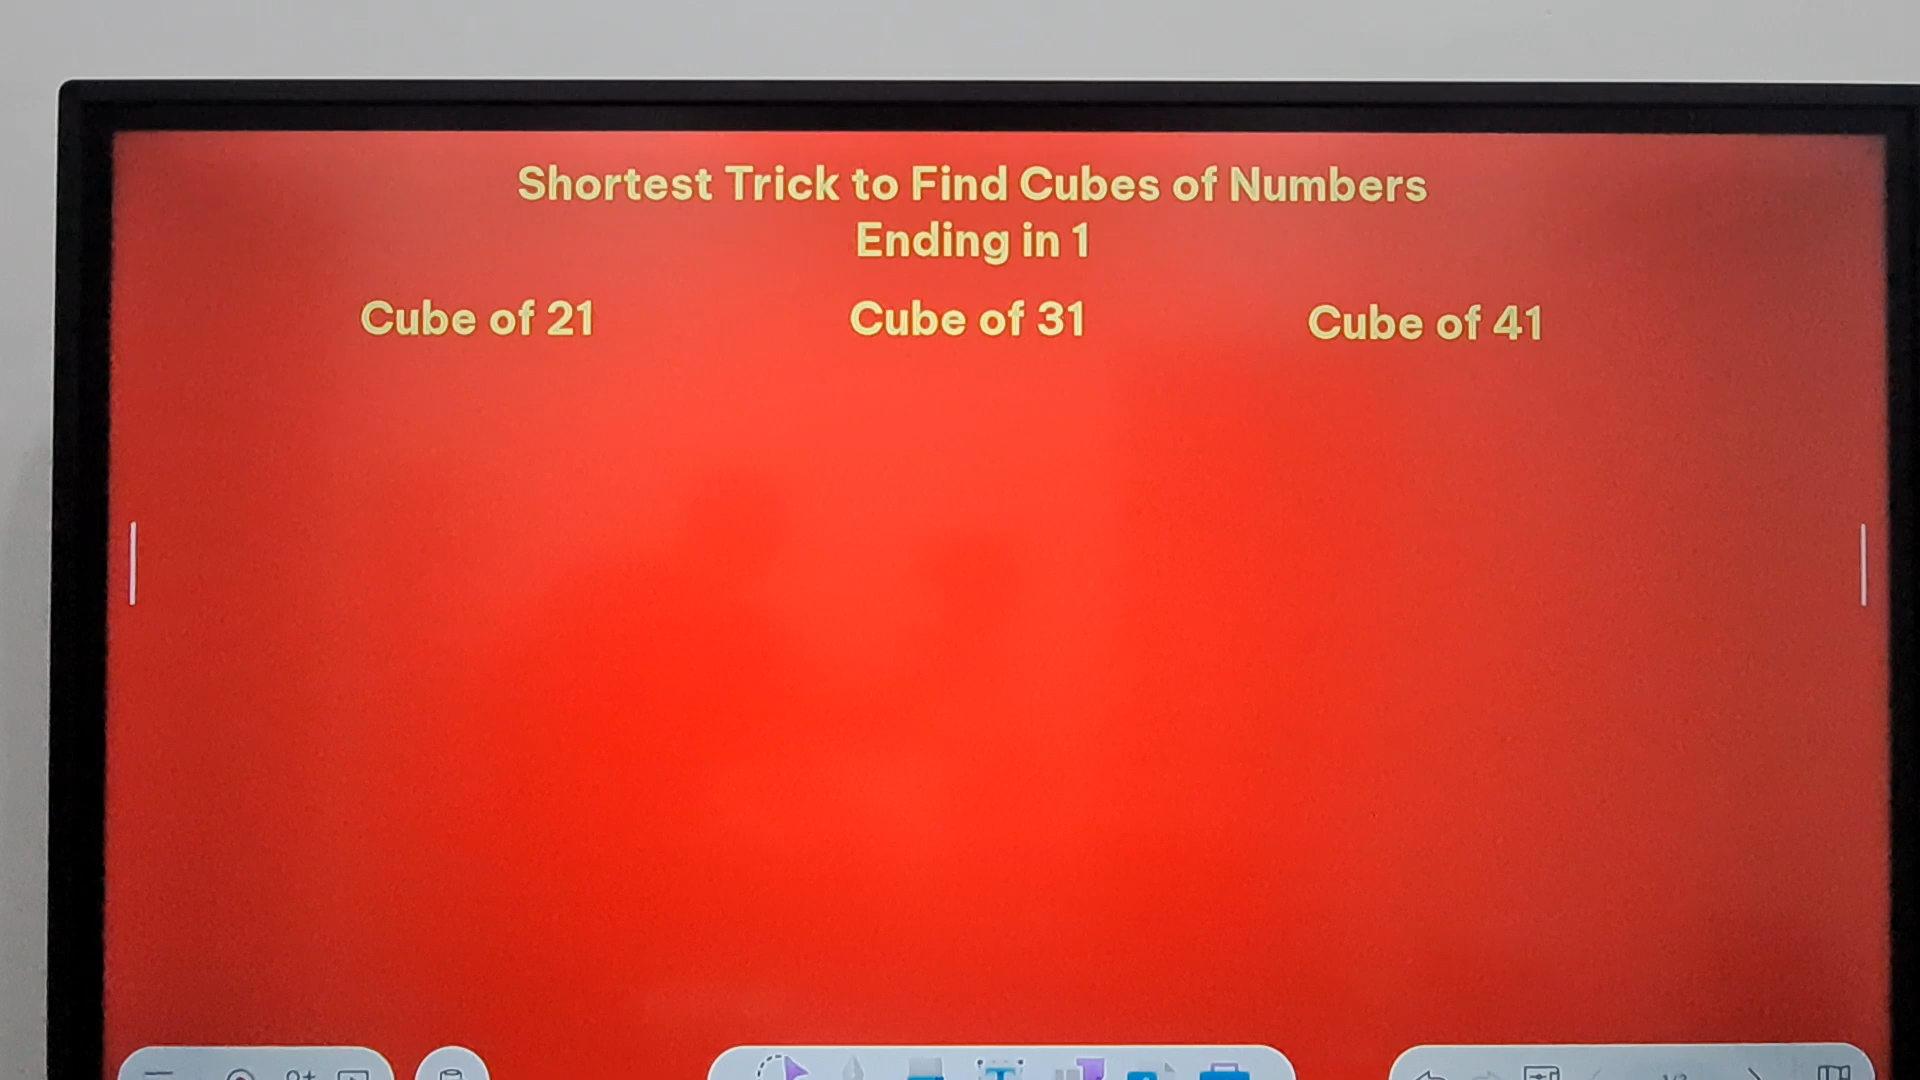 Shortest Trick to Find Cubes of Numbers
Ending in 1
Cube of 21 Cube of 31 Cube of 41